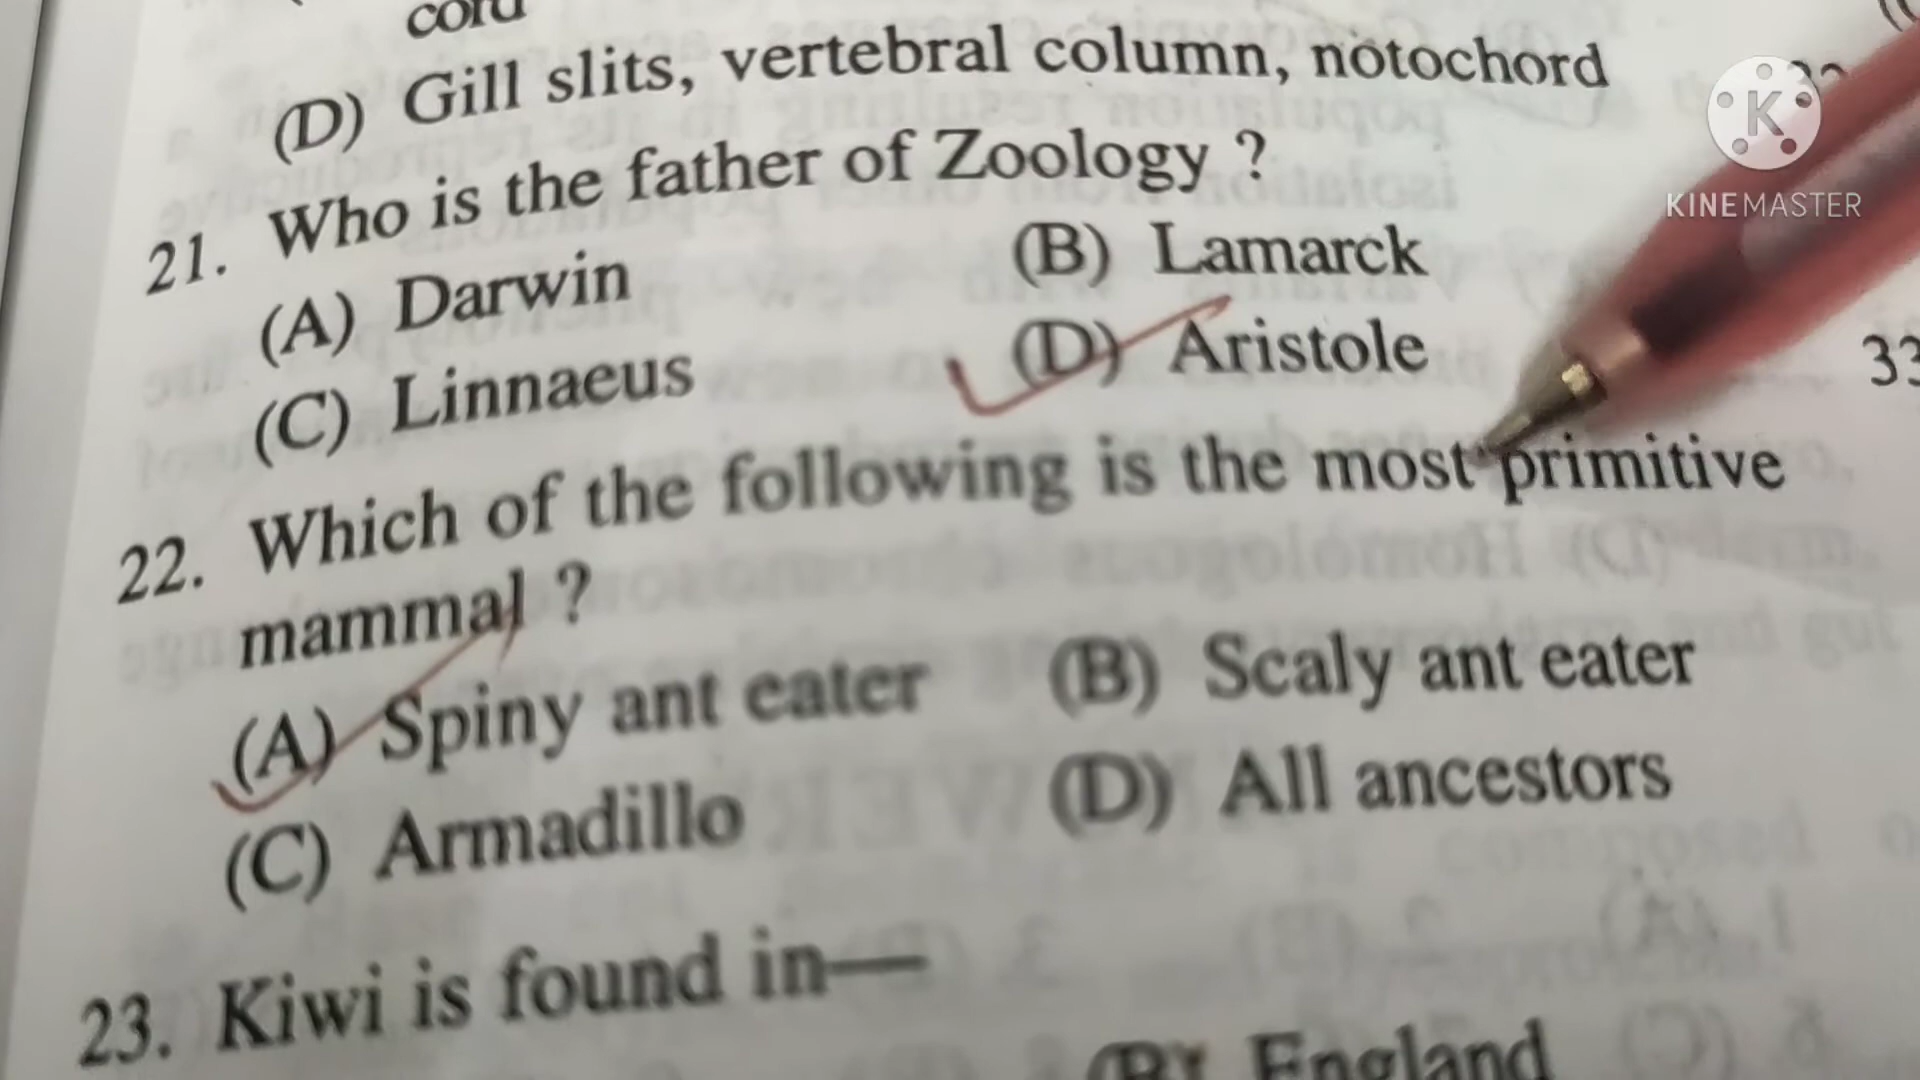 (D) Gill slits, vertebral column, notochord
21. Who is the father of Zoology ?
(A) Darwin (B) Lamarck
(C) Linnaeus (D) Aristole
22. Which of the following is the most primitive
mammal ?
(A) Spiny ant eater (B) Scaly ant eater
(C) Armadillo (D) All ancestors
23. Kiwi is found in—
(B) England
K
KINEMASTER
33